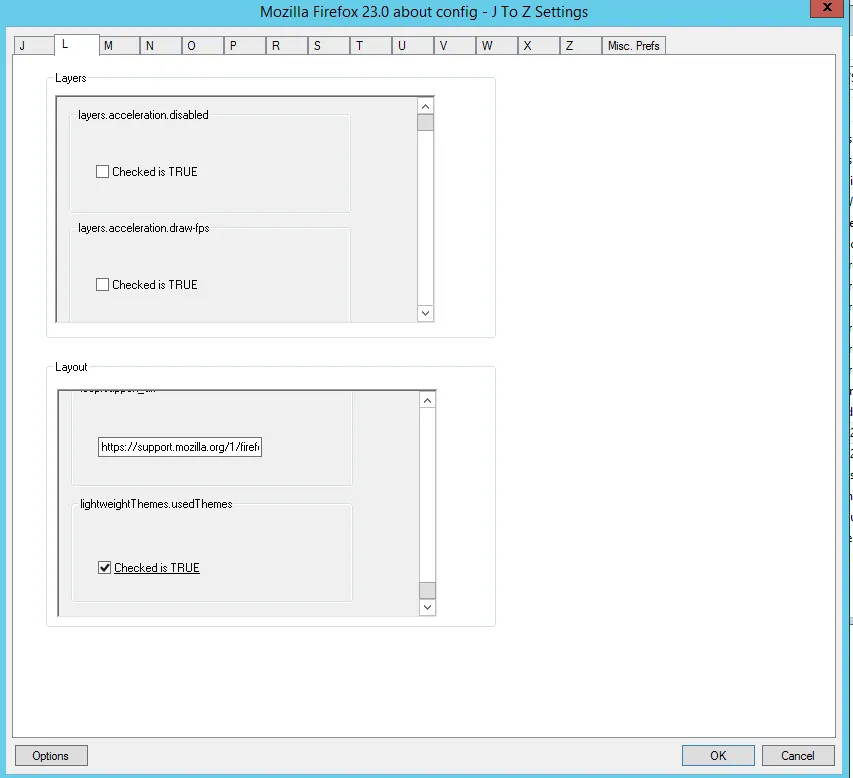 Mozilla Firefox 23.0 about config - J To Z Settings
x
J L M N O P R S T U V W X Z Misc. Prefs
Layers
layers.acceleration.disabled
Checked is TRUE
layers.acceleration.draw-fps
Checked is TRUE
Layout
https://support.mozilla.org/1/firef
lightweightThemes.usedThemes
Checked is TRUE
Options OK Cancel